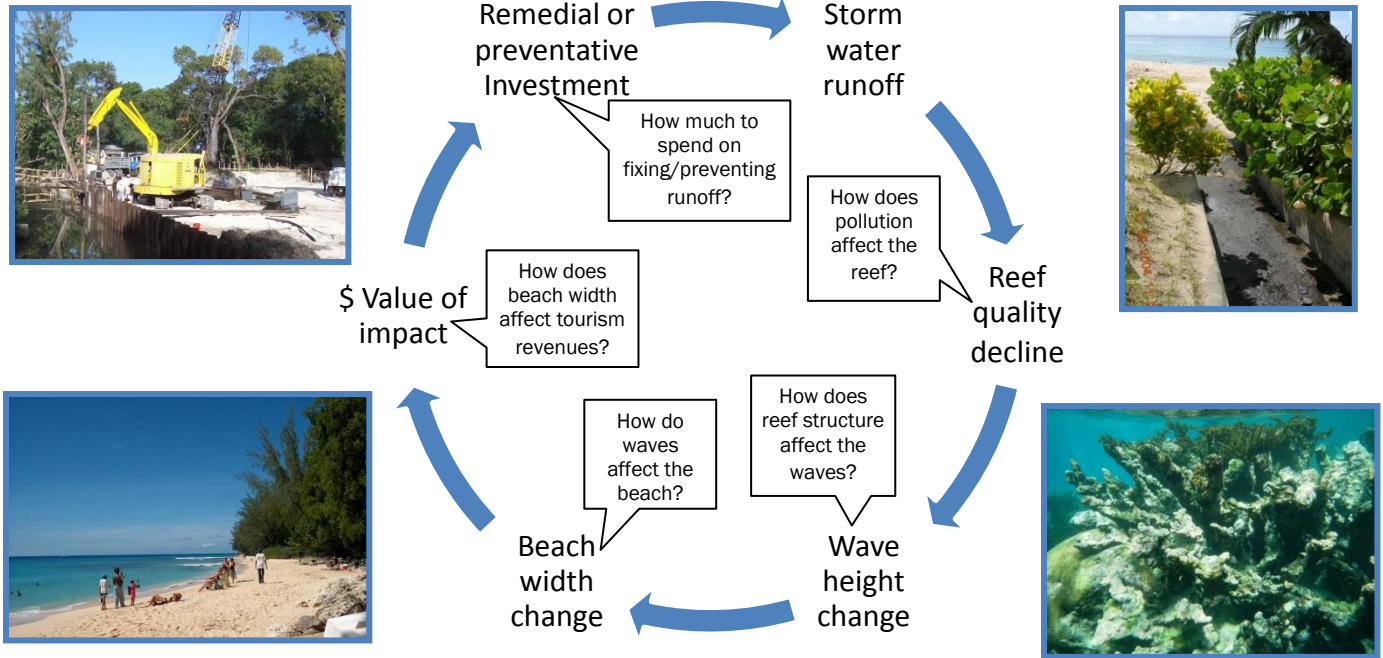 Remedial or
preventative
Investment
Storm
water
runoff
How much to
spend on
fixing/preventing
runoff?
How does
pollution
affect the
reef?
Reef
quality
decline
How does
reef structure
affect the
waves?
Wave
height
change
How do
waves
affect the
beach?
Beach
width
change
How does
beach width
affect tourism
revenues?
$ Value of
impact